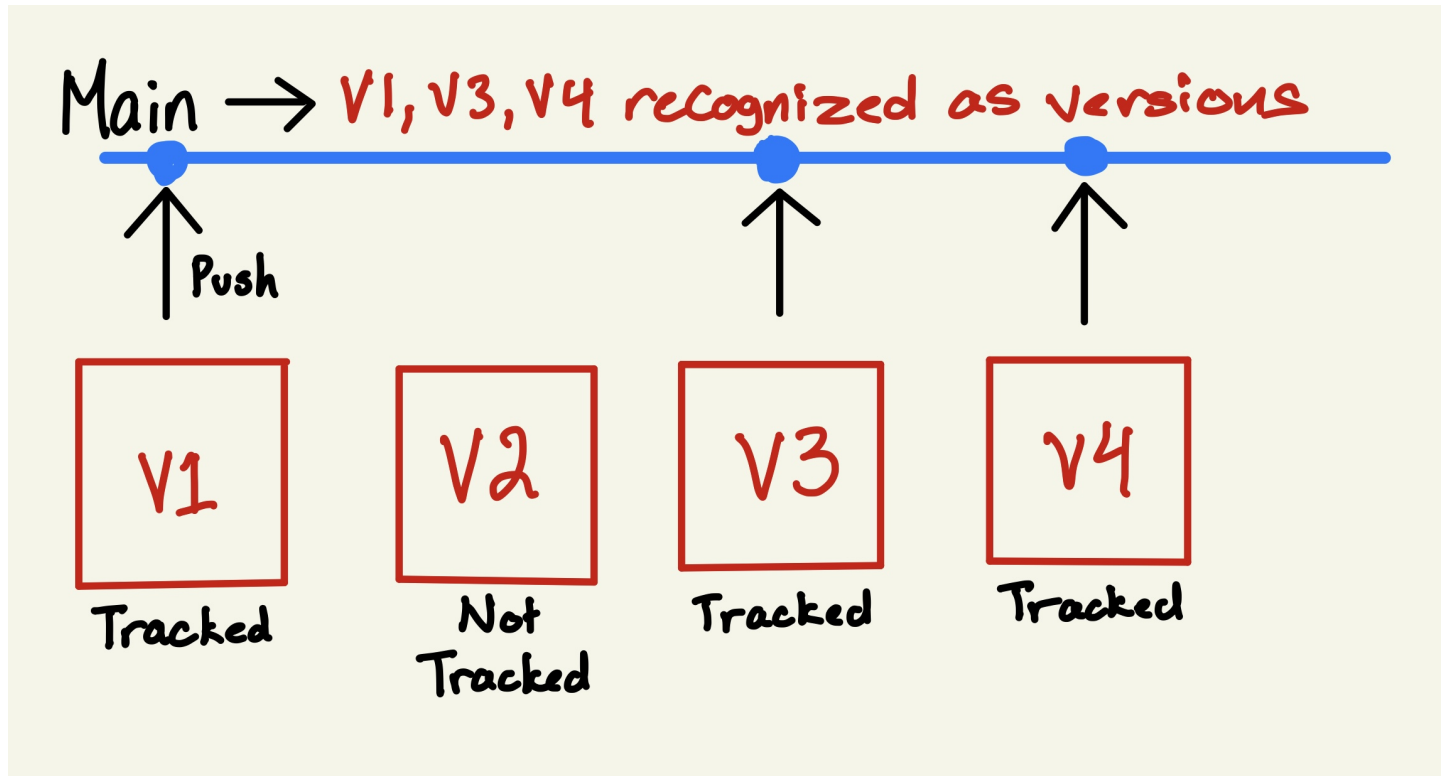 Main → V1, V3, V4 recognized as versions
Push
V1
V2
V3
V4
Tracked
Not
Tracked
Tracked
Tracked